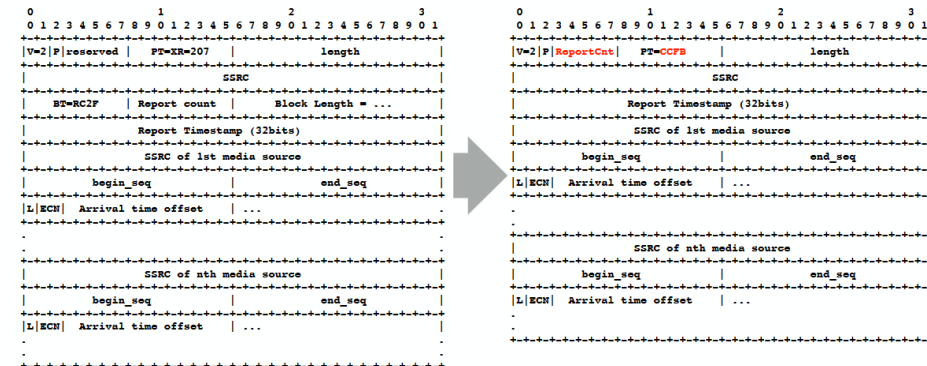 0 1 2 3
0 1 2 3 4 5 6 7 8 9 0 1 2 3 4 5 6 7 8 9 0 1 2 3 4 5 6 7 8 9 0 1
+-+-+-+-+-+-+-+-+-+-+-+-+-+-+-+-+-+-+-+-+-+-+-+-+-+-+-+-+-+-+-+-+
|V=2|P|reserved | PT=XR=207 | length |
+-+-+-+-+-+-+-+-+-+-+-+-+-+-+-+-+-+-+-+-+-+-+-+-+-+-+-+-+-+-+-+-+
| SSRC |
+-+-+-+-+-+-+-+-+-+-+-+-+-+-+-+-+-+-+-+-+-+-+-+-+-+-+-+-+-+-+-+-+
| BT=RC2F | Report count | Block Length = ... |
+-+-+-+-+-+-+-+-+-+-+-+-+-+-+-+-+-+-+-+-+-+-+-+-+-+-+-+-+-+-+-+-+
| Report Timestamp (32bits) |
+-+-+-+-+-+-+-+-+-+-+-+-+-+-+-+-+-+-+-+-+-+-+-+-+-+-+-+-+-+-+-+-+
| SSRC of 1st media source |
+-+-+-+-+-+-+-+-+-+-+-+-+-+-+-+-+-+-+-+-+-+-+-+-+-+-+-+-+-+-+-+-+
| begin_seq | end_seq |
+-+-+-+-+-+-+-+-+-+-+-+-+-+-+-+-+-+-+-+-+-+-+-+-+-+-+-+-+-+-+-+-+
|L|ECN| Arrival time offset | ... .
+-+-+-+-+-+-+-+-+-+-+-+-+-+-+-+-+-+-+-+-+-+-+-+-+-+-+-+-+-+-+-+-+
. .
. .
+-+-+-+-+-+-+-+-+-+-+-+-+-+-+-+-+-+-+-+-+-+-+-+-+-+-+-+-+-+-+-+-+
| SSRC of nth media source |
+-+-+-+-+-+-+-+-+-+-+-+-+-+-+-+-+-+-+-+-+-+-+-+-+-+-+-+-+-+-+-+-+
| begin_seq | end_seq |
+-+-+-+-+-+-+-+-+-+-+-+-+-+-+-+-+-+-+-+-+-+-+-+-+-+-+-+-+-+-+-+-+
|L|ECN| Arrival time offset | ... |
. .
. .
+-+-+-+-+-+-+-+-+-+-+-+-+-+-+-+-+-+-+-+-+-+-+-+-+-+-+-+-+-+-+-+-+
0 1 2 3
0 1 2 3 4 5 6 7 8 9 0 1 2 3 4 5 6 7 8 9 0 1 2 3 4 5 6 7 8 9 0 1
+-+-+-+-+-+-+-+-+-+-+-+-+-+-+-+-+-+-+-+-+-+-+-+-+-+-+-+-+-+-+-+-+
|V=2|P|ReportCnt| PT=CCFB | length
+-+-+-+-+-+-+-+-+-+-+-+-+-+-+-+-+-+-+-+-+-+-+-+-+-+-+-+-+-+-+-+-+
| SSRC
+-+-+-+-+-+-+-+-+-+-+-+-+-+-+-+-+-+-+-+-+-+-+-+-+-+-+-+-+-+-+-+-+
| Report Timestamp (32bits)
+-+-+-+-+-+-+-+-+-+-+-+-+-+-+-+-+-+-+-+-+-+-+-+-+-+-+-+-+-+-+-+-+
| SSRC of 1st media source
+-+-+-+-+-+-+-+-+-+-+-+-+-+-+-+-+-+-+-+-+-+-+-+-+-+-+-+-+-+-+-+-+
| begin_seq | end_seq
+-+-+-+-+-+-+-+-+-+-+-+-+-+-+-+-+-+-+-+-+-+-+-+-+-+-+-+-+-+-+-+-+
|L|ECN| Arrival time offset | ...
.
.
+-+-+-+-+-+-+-+-+-+-+-+-+-+-+-+-+-+-+-+-+-+-+-+-+-+-+-+-+-+-+-+-+
| SSRC of nth media source
+-+-+-+-+-+-+-+-+-+-+-+-+-+-+-+-+-+-+-+-+-+-+-+-+-+-+-+-+-+-+-+-+
| begin_seq | end_seq
+-+-+-+-+-+-+-+-+-+-+-+-+-+-+-+-+-+-+-+-+-+-+-+-+-+-+-+-+-+-+-+-+
|L|ECN| Arrival time offset | ...
.
.
+-+-+-+-+-+-+-+-+-+-+-+-+-+-+-+-+-+-+-+-+-+-+-+-+-+-+-+-+-+-+-+-+